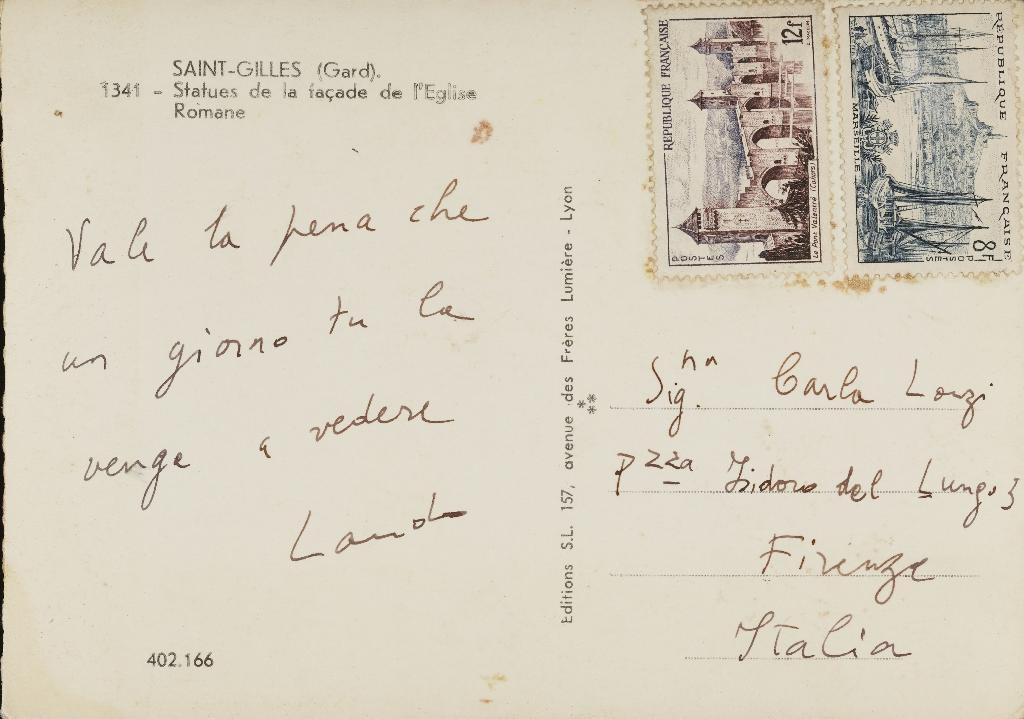 SAINT-GILLES (Gard).
1341 - Statues de la façade de l'Eglise
Romane
Vale la pena che
un giorno tu la
venga a vedere
Lando
402.166
Editions S.L. 157, avenue des Frères Lumière - Lyon
REPUBLIQUE FRANÇAISE
12f
Le Pont Valentré (Cahors)
POSTES
REPUBLIQUE FRANÇAISE
MARSEILLE
8F
POSTES
Sig.na Carla Lonzi
Pzza Isidoro del Lungo 3
Firenze
Italia